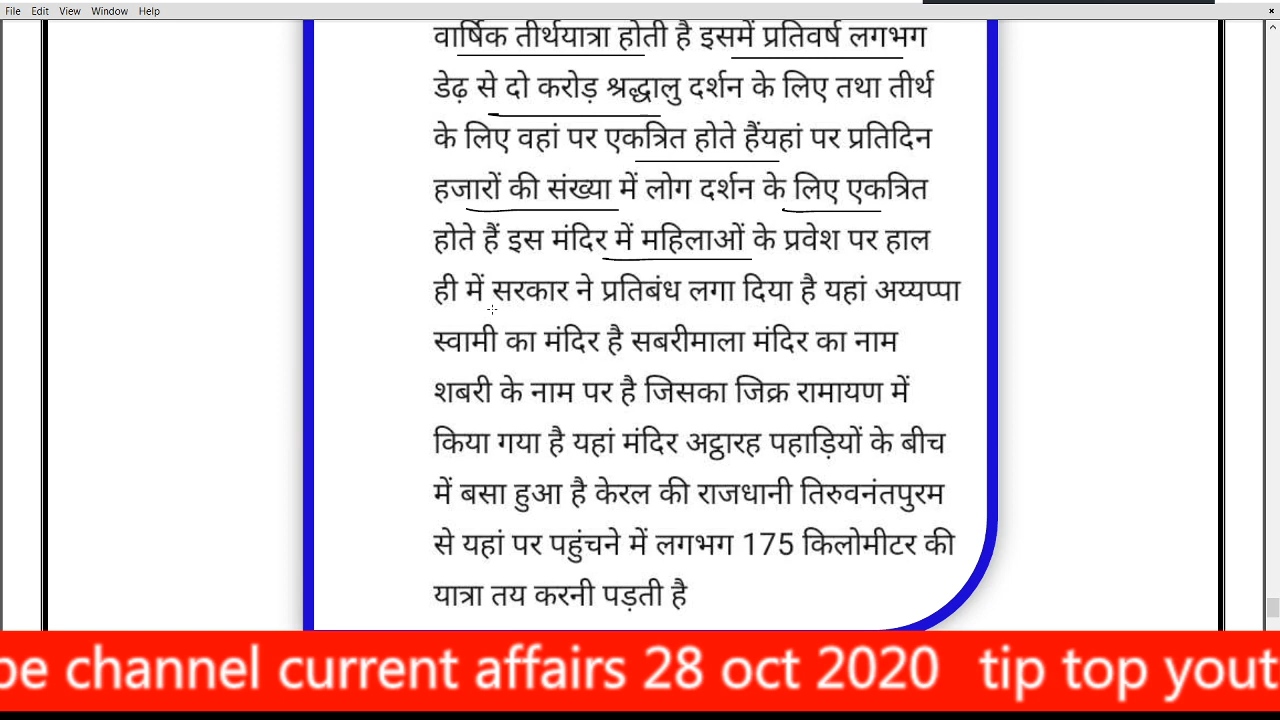 File Edit View Window Help
वार्षिक तीर्थयात्रा होती है इसमें प्रतिवर्ष लगभग
डेढ़ से दो करोड़ श्रद्धालु दर्शन के लिए तथा तीर्थ
के लिए वहां पर एकत्रित होते हैंयहां पर प्रतिदिन
हजारों की संख्या में लोग दर्शन के लिए एकत्रित
होते हैं इस मंदिर में महिलाओं के प्रवेश पर हाल
ही में सरकार ने प्रतिबंध लगा दिया है यहां अय्यप्पा
स्वामी का मंदिर है सबरीमाला मंदिर का नाम
शबरी के नाम पर है जिसका जिक्र रामायण में
किया गया है यहां मंदिर अट्ठारह पहाड़ियों के बीच
में बसा हुआ है केरल की राजधानी तिरुवनंतपुरम
से यहां पर पहुंचने में लगभग 175 किलोमीटर की
यात्रा तय करनी पड़ती है
be channel current affairs 28 oct 2020 tip top yout